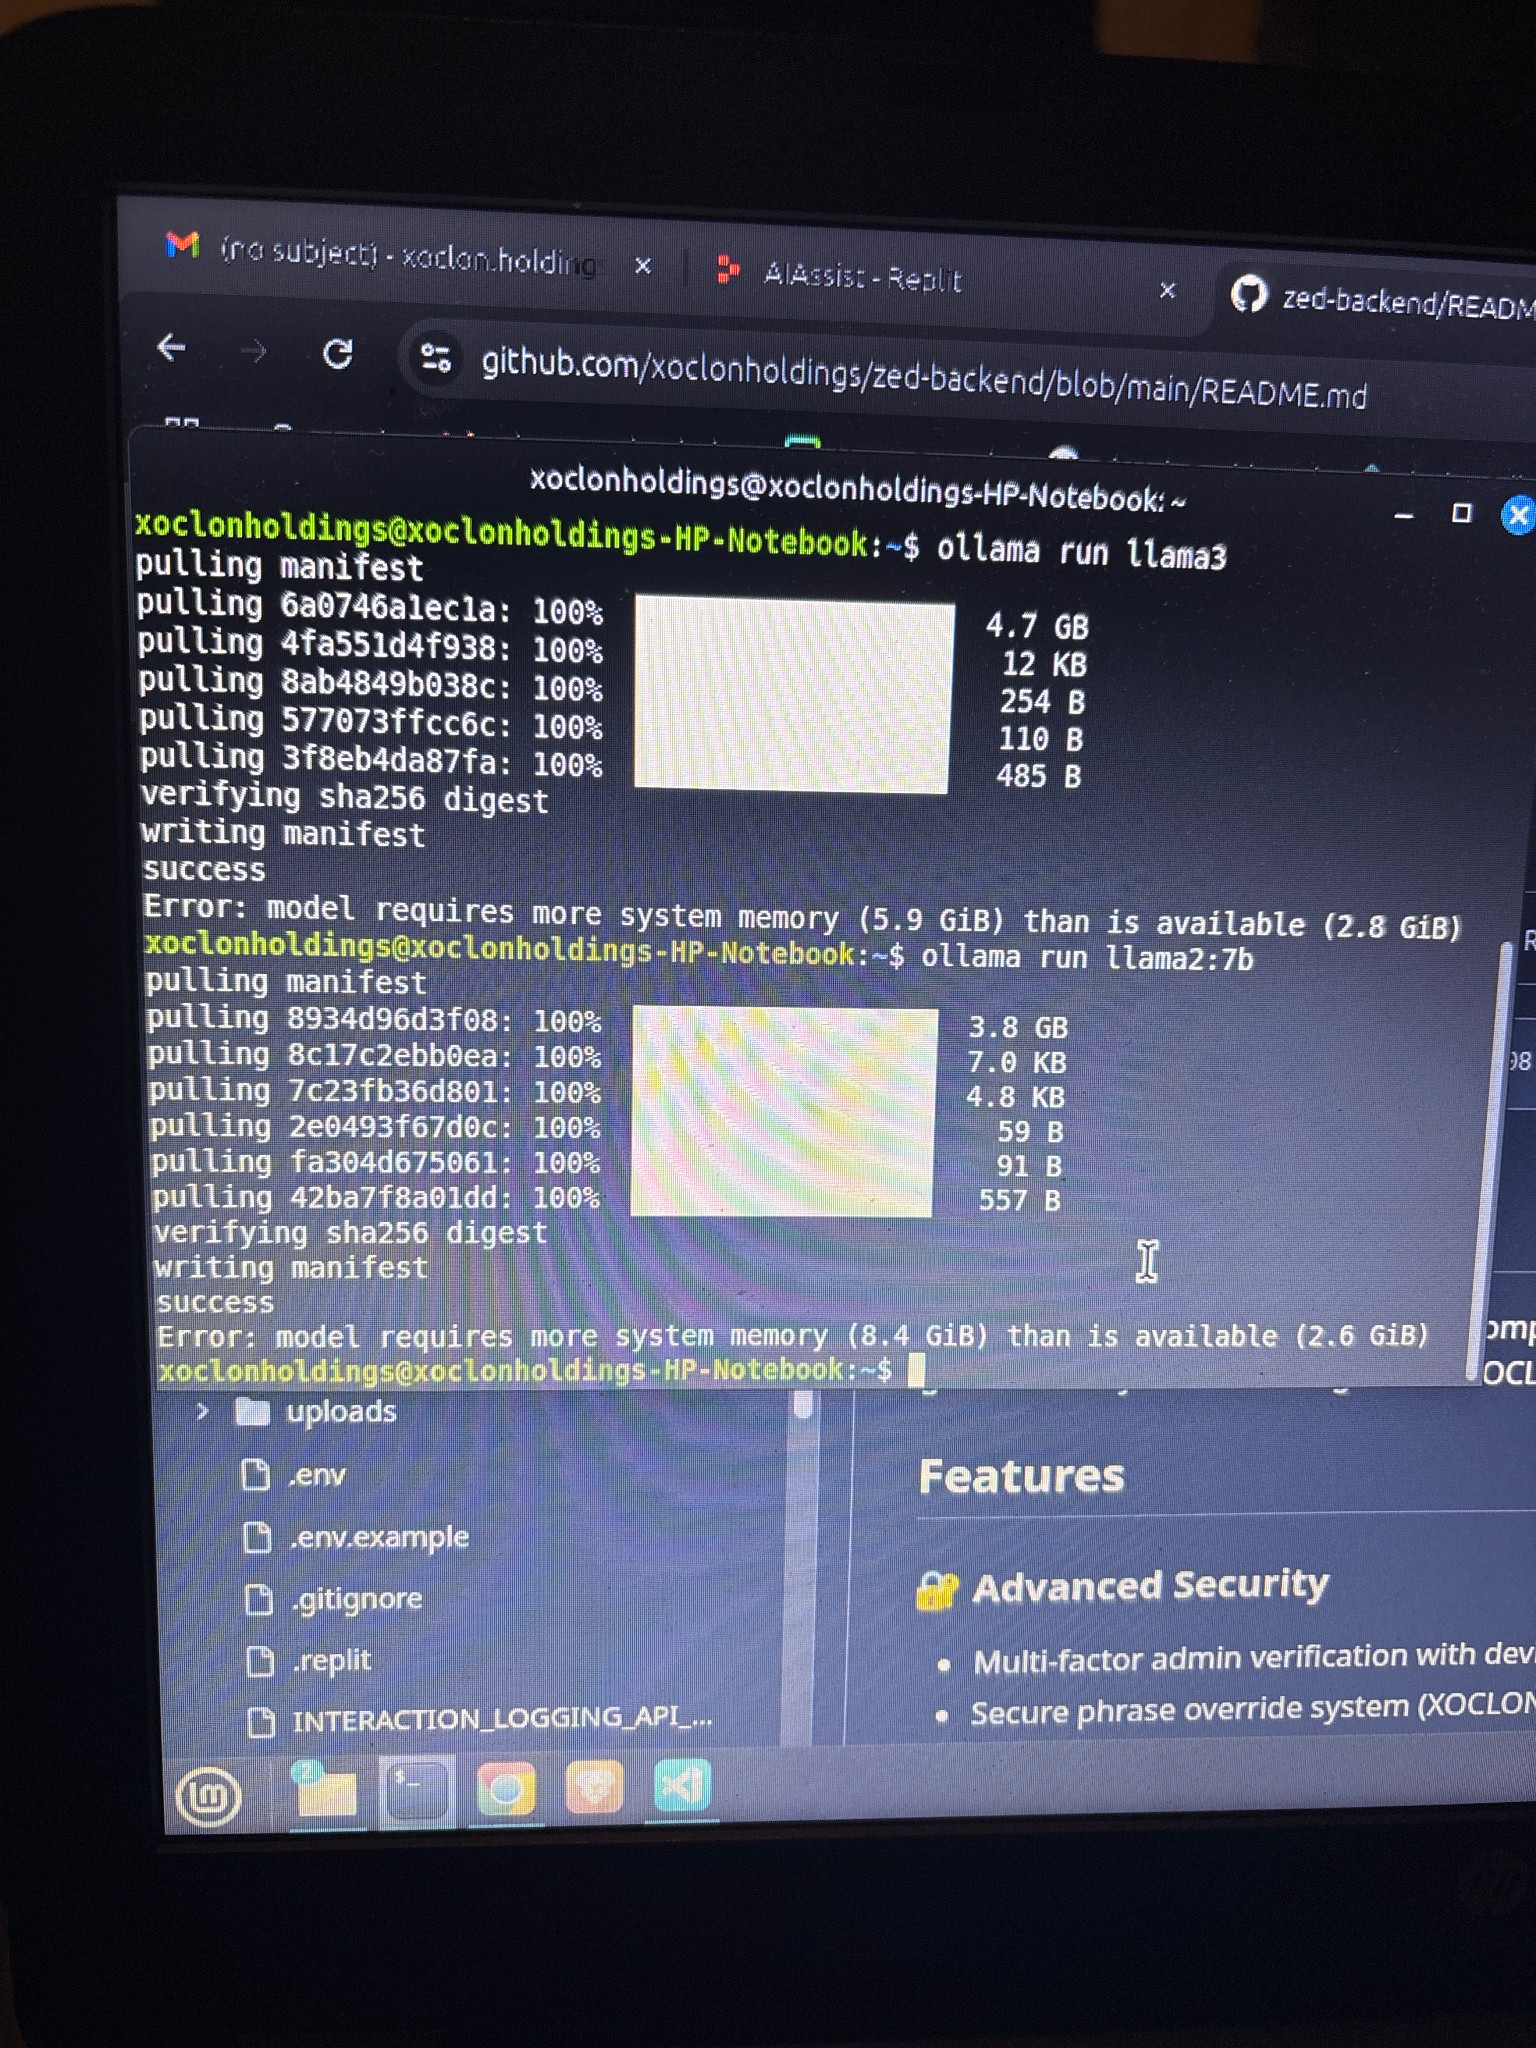 (no subject) - xoclon.holding
AIAssist - Replit
zed-backend/READM
github.com/xoclonholdings/zed-backend/blob/main/README.md
xoclonholdings@xoclonholdings-HP-Notebook: ~
xoclonholdings@xoclonholdings-HP-Notebook:~$ ollama run llama3
pulling manifest
pulling 6a0746a1ec1a: 100% 4.7 GB
pulling 4fa551d4f938: 100% 12 KB
pulling 8ab4849b038c: 100% 254 B
pulling 577073ffcc6c: 100% 110 B
pulling 3f8eb4da87fa: 100% 485 B
verifying sha256 digest
writing manifest
success
Error: model requires more system memory (5.9 GiB) than is available (2.8 GiB)
xoclonholdings@xoclonholdings-HP-Notebook:~$ ollama run llama2:7b
pulling manifest
pulling 8934d96d3f08: 100% 3.8 GB
pulling 8c17c2ebb0ea: 100% 7.0 KB
pulling 7c23fb36d801: 100% 4.8 KB
pulling 2e0493f67d0c: 100% 59 B
pulling fa304d675061: 100% 91 B
pulling 42ba7f8a01dd: 100% 557 B
verifying sha256 digest
writing manifest
success
Error: model requires more system memory (8.4 GiB) than is available (2.6 GiB)
xoclonholdings@xoclonholdings-HP-Notebook:~$
uploads
.env
.env.example
.gitignore
.replit
INTERACTION_LOGGING_API_...
Features
Advanced Security
Multi-factor admin verification with devi
Secure phrase override system (XOCLON
2